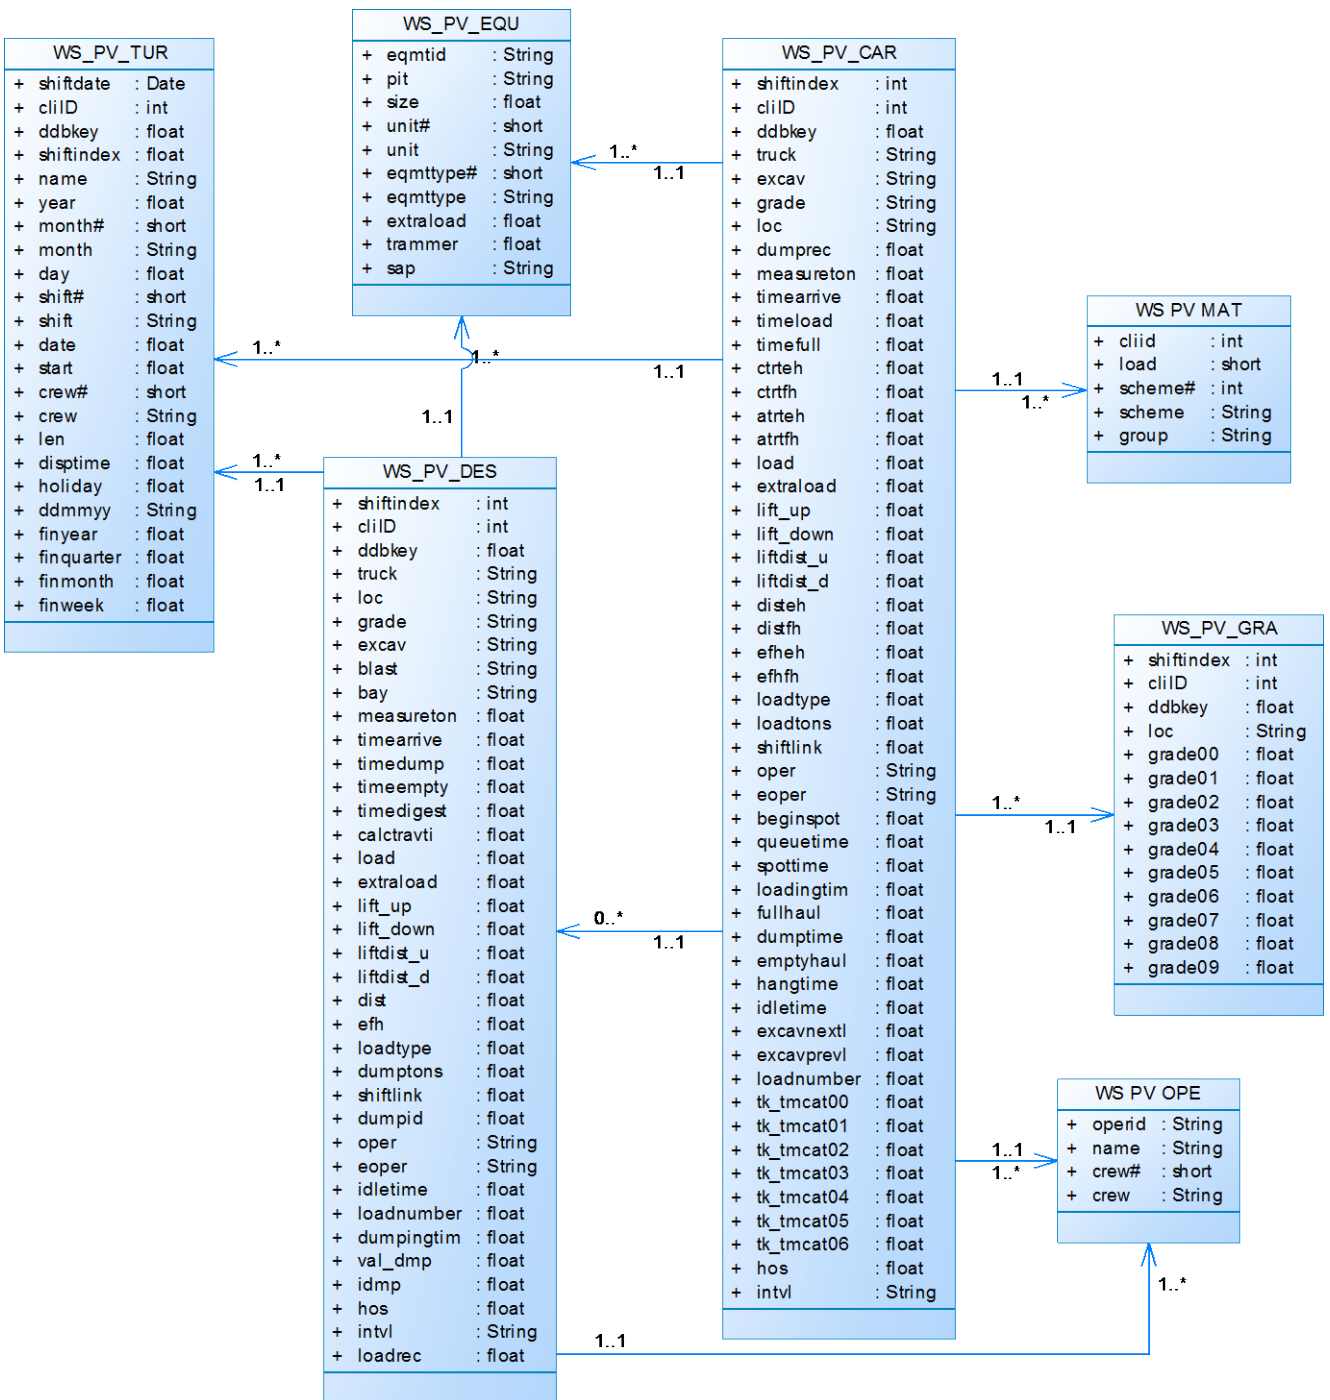 WS_PV_TUR
+ shiftdate : Date
+ cliID : int
+ ddbkey : float
+ shiftindex : float
+ name : String
+ year : float
+ month# : short
+ month : String
+ day : float
+ shift# : short
+ shift : String
+ date : float
+ start : float
+ crew# : short
+ crew : String
+ len : float
+ disptime : float
+ holiday : float
+ ddmmyy : String
+ finyear : float
+ finquarter : float
+ finmonth : float
+ finweek : float
WS_PV_EQU
+ eqmtid : String
+ pit : String
+ size : float
+ unit# : short
+ unit : String
+ eqmttype# : short
+ eqmttype : String
+ extraload : float
+ trammer : float
+ sap : String
WS_PV_CAR
+ shiftindex : int
+ cliID : int
+ ddbkey : float
+ truck : String
+ excav : String
+ grade : String
+ loc : String
+ dumprec : float
+ measureton : float
+ timearrive : float
+ timeload : float
+ timefull : float
+ ctrteh : float
+ ctrtfh : float
+ atrteh : float
+ atrtfh : float
+ load : float
+ extraload : float
+ lift_up : float
+ lift_down : float
+ liftdist_u : float
+ liftdist_d : float
+ disteh : float
+ distfh : float
+ efheh : float
+ efhfh : float
+ loadtype : float
+ loadtons : float
+ shiftlink : float
+ oper : String
+ eoper : String
+ beginspot : float
+ queuetime : float
+ spottime : float
+ loadingtim : float
+ fullhaul : float
+ dumptime : float
+ emptyhaul : float
+ hangtime : float
+ idletime : float
+ excavnextl : float
+ excavprevl : float
+ loadnumber : float
+ tk_tmcat00 : float
+ tk_tmcat01 : float
+ tk_tmcat02 : float
+ tk_tmcat03 : float
+ tk_tmcat04 : float
+ tk_tmcat05 : float
+ tk_tmcat06 : float
+ hos : float
+ intvl : String
WS PV MAT
+ cliid : int
+ load : short
+ scheme# : int
+ scheme : String
+ group : String
WS_PV_DES
+ shiftindex : int
+ cliID : int
+ ddbkey : float
+ truck : String
+ loc : String
+ grade : String
+ excav : String
+ blast : String
+ bay : String
+ measureton : float
+ timearrive : float
+ timedump : float
+ timeempty : float
+ timedigest : float
+ calctravti : float
+ load : float
+ extraload : float
+ lift_up : float
+ lift_down : float
+ liftdist_u : float
+ liftdist_d : float
+ dist : float
+ efh : float
+ loadtype : float
+ dumptons : float
+ shiftlink : float
+ dumpid : float
+ oper : String
+ eoper : String
+ idletime : float
+ loadnumber : float
+ dumpingtim : float
+ val_dmp : float
+ idmp : float
+ hos : float
+ intvl : String
+ loadrec : float
WS_PV_GRA
+ shiftindex : int
+ cliID : int
+ ddbkey : float
+ loc : String
+ grade00 : float
+ grade01 : float
+ grade02 : float
+ grade03 : float
+ grade04 : float
+ grade05 : float
+ grade06 : float
+ grade07 : float
+ grade08 : float
+ grade09 : float
WS PV OPE
+ operid : String
+ name : String
+ crew# : short
+ crew : String
1..*
1..1
1..*
1..*
1..1
1..1
1..*
1..1
1..1
1..*
1..*
1..1
0..*
1..1
1..1
1..*
1..1
1..*